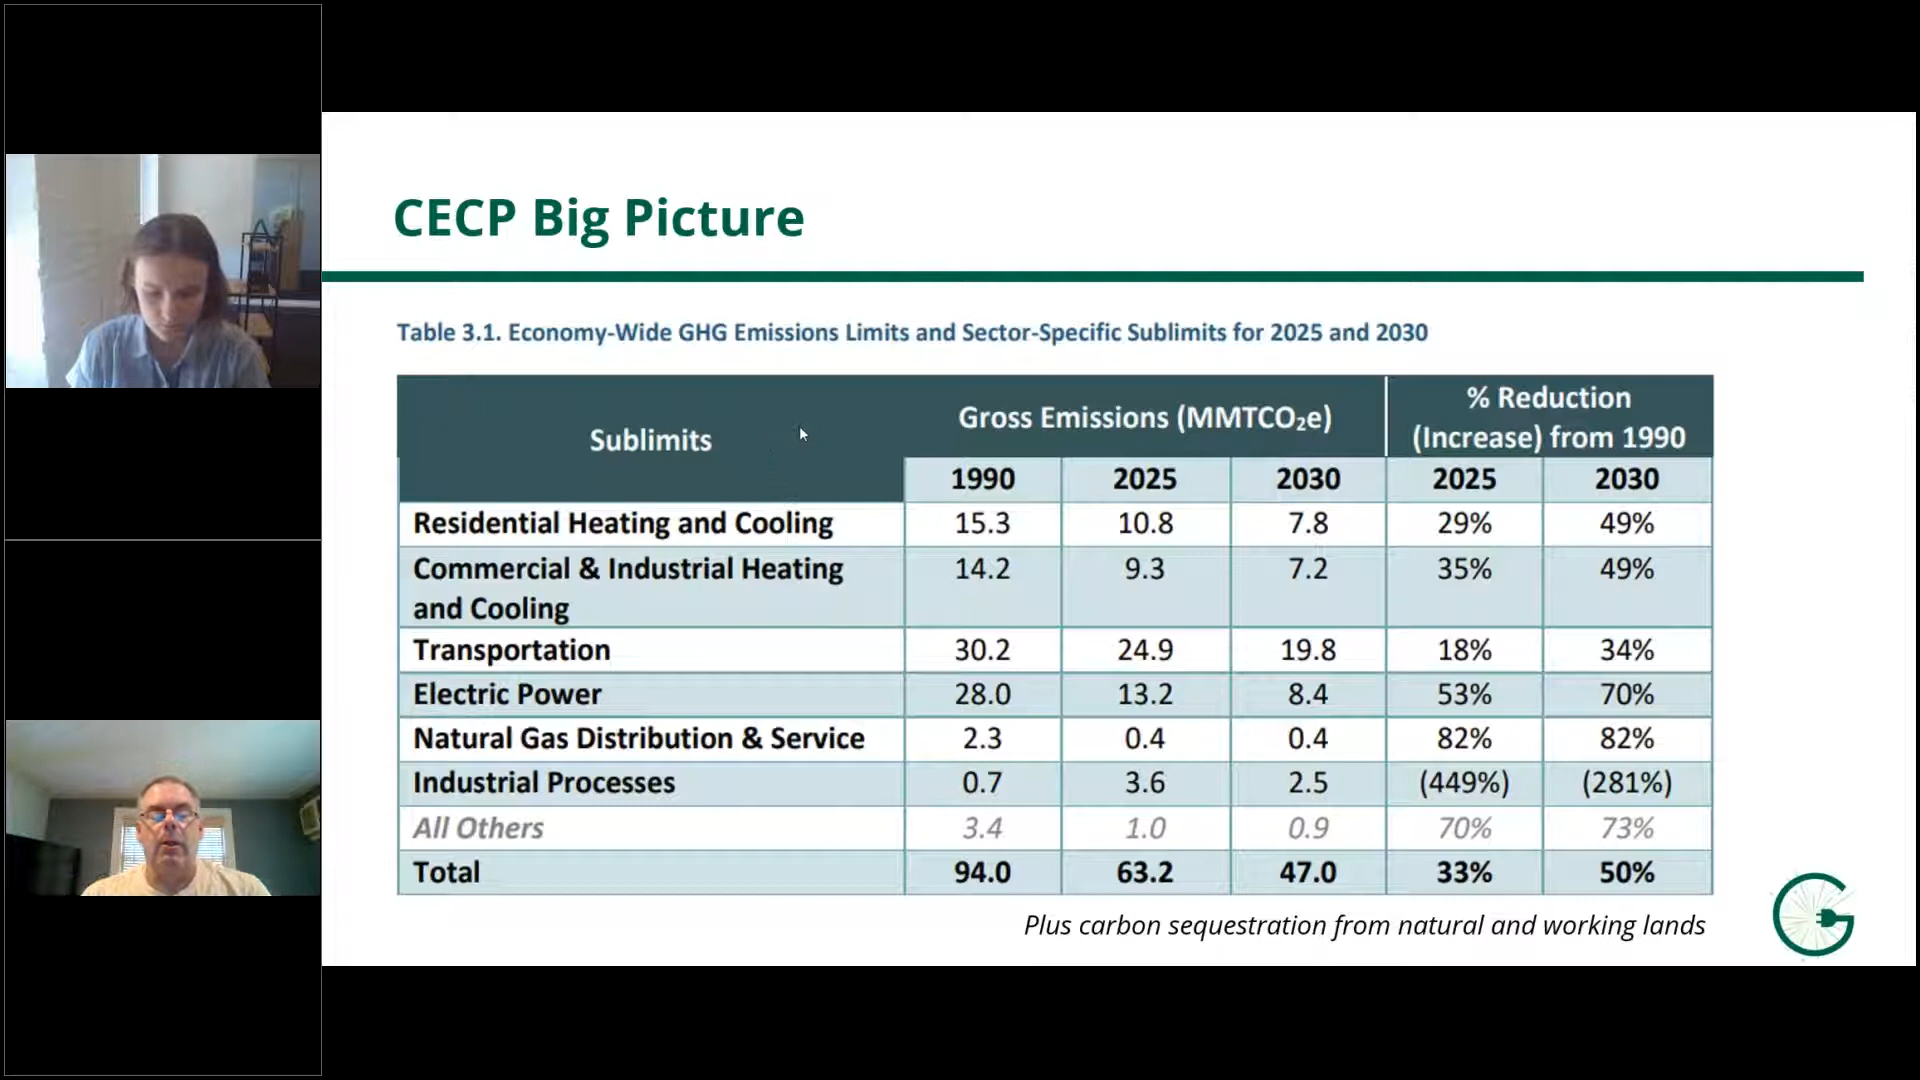 CECP Big Picture
Table 3.1. Economy-Wide GHG Emissions Limits and Sector-Specific Sublimits for 2025 and 2030
Sublimits Gross Emissions (MMTCO₂e) % Reduction
(Increase) from 1990
1990 2025 2030 2025 2030
Residential Heating and Cooling 15.3 10.8 7.8 29% 49%
Commercial & Industrial Heating 14.2 9.3 7.2 35% 49%
and Cooling
Transportation 30.2 24.9 19.8 18% 34%
Electric Power 28.0 13.2 8.4 53% 70%
Natural Gas Distribution & Service 2.3 0.4 0.4 82% 82%
Industrial Processes 0.7 3.6 2.5 (449%) (281%)
All Others 3.4 1.0 0.9 70% 73%
Total 94.0 63.2 47.0 33% 50%
Plus carbon sequestration from natural and working lands